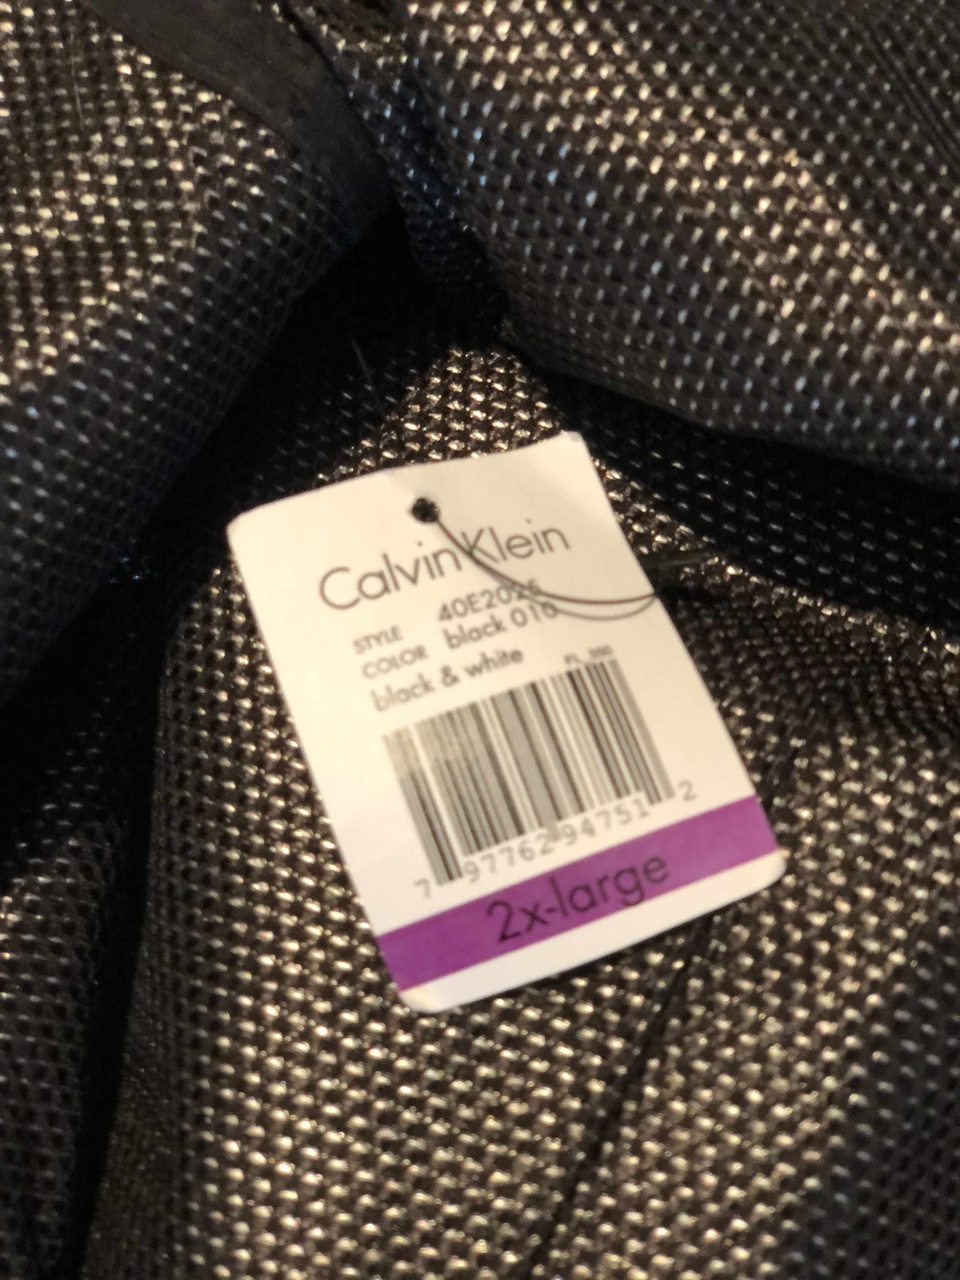 Calvin Klein
STYLE 40E2025
COLOR black 010
black & white
7 97762 94751 2
2x-large